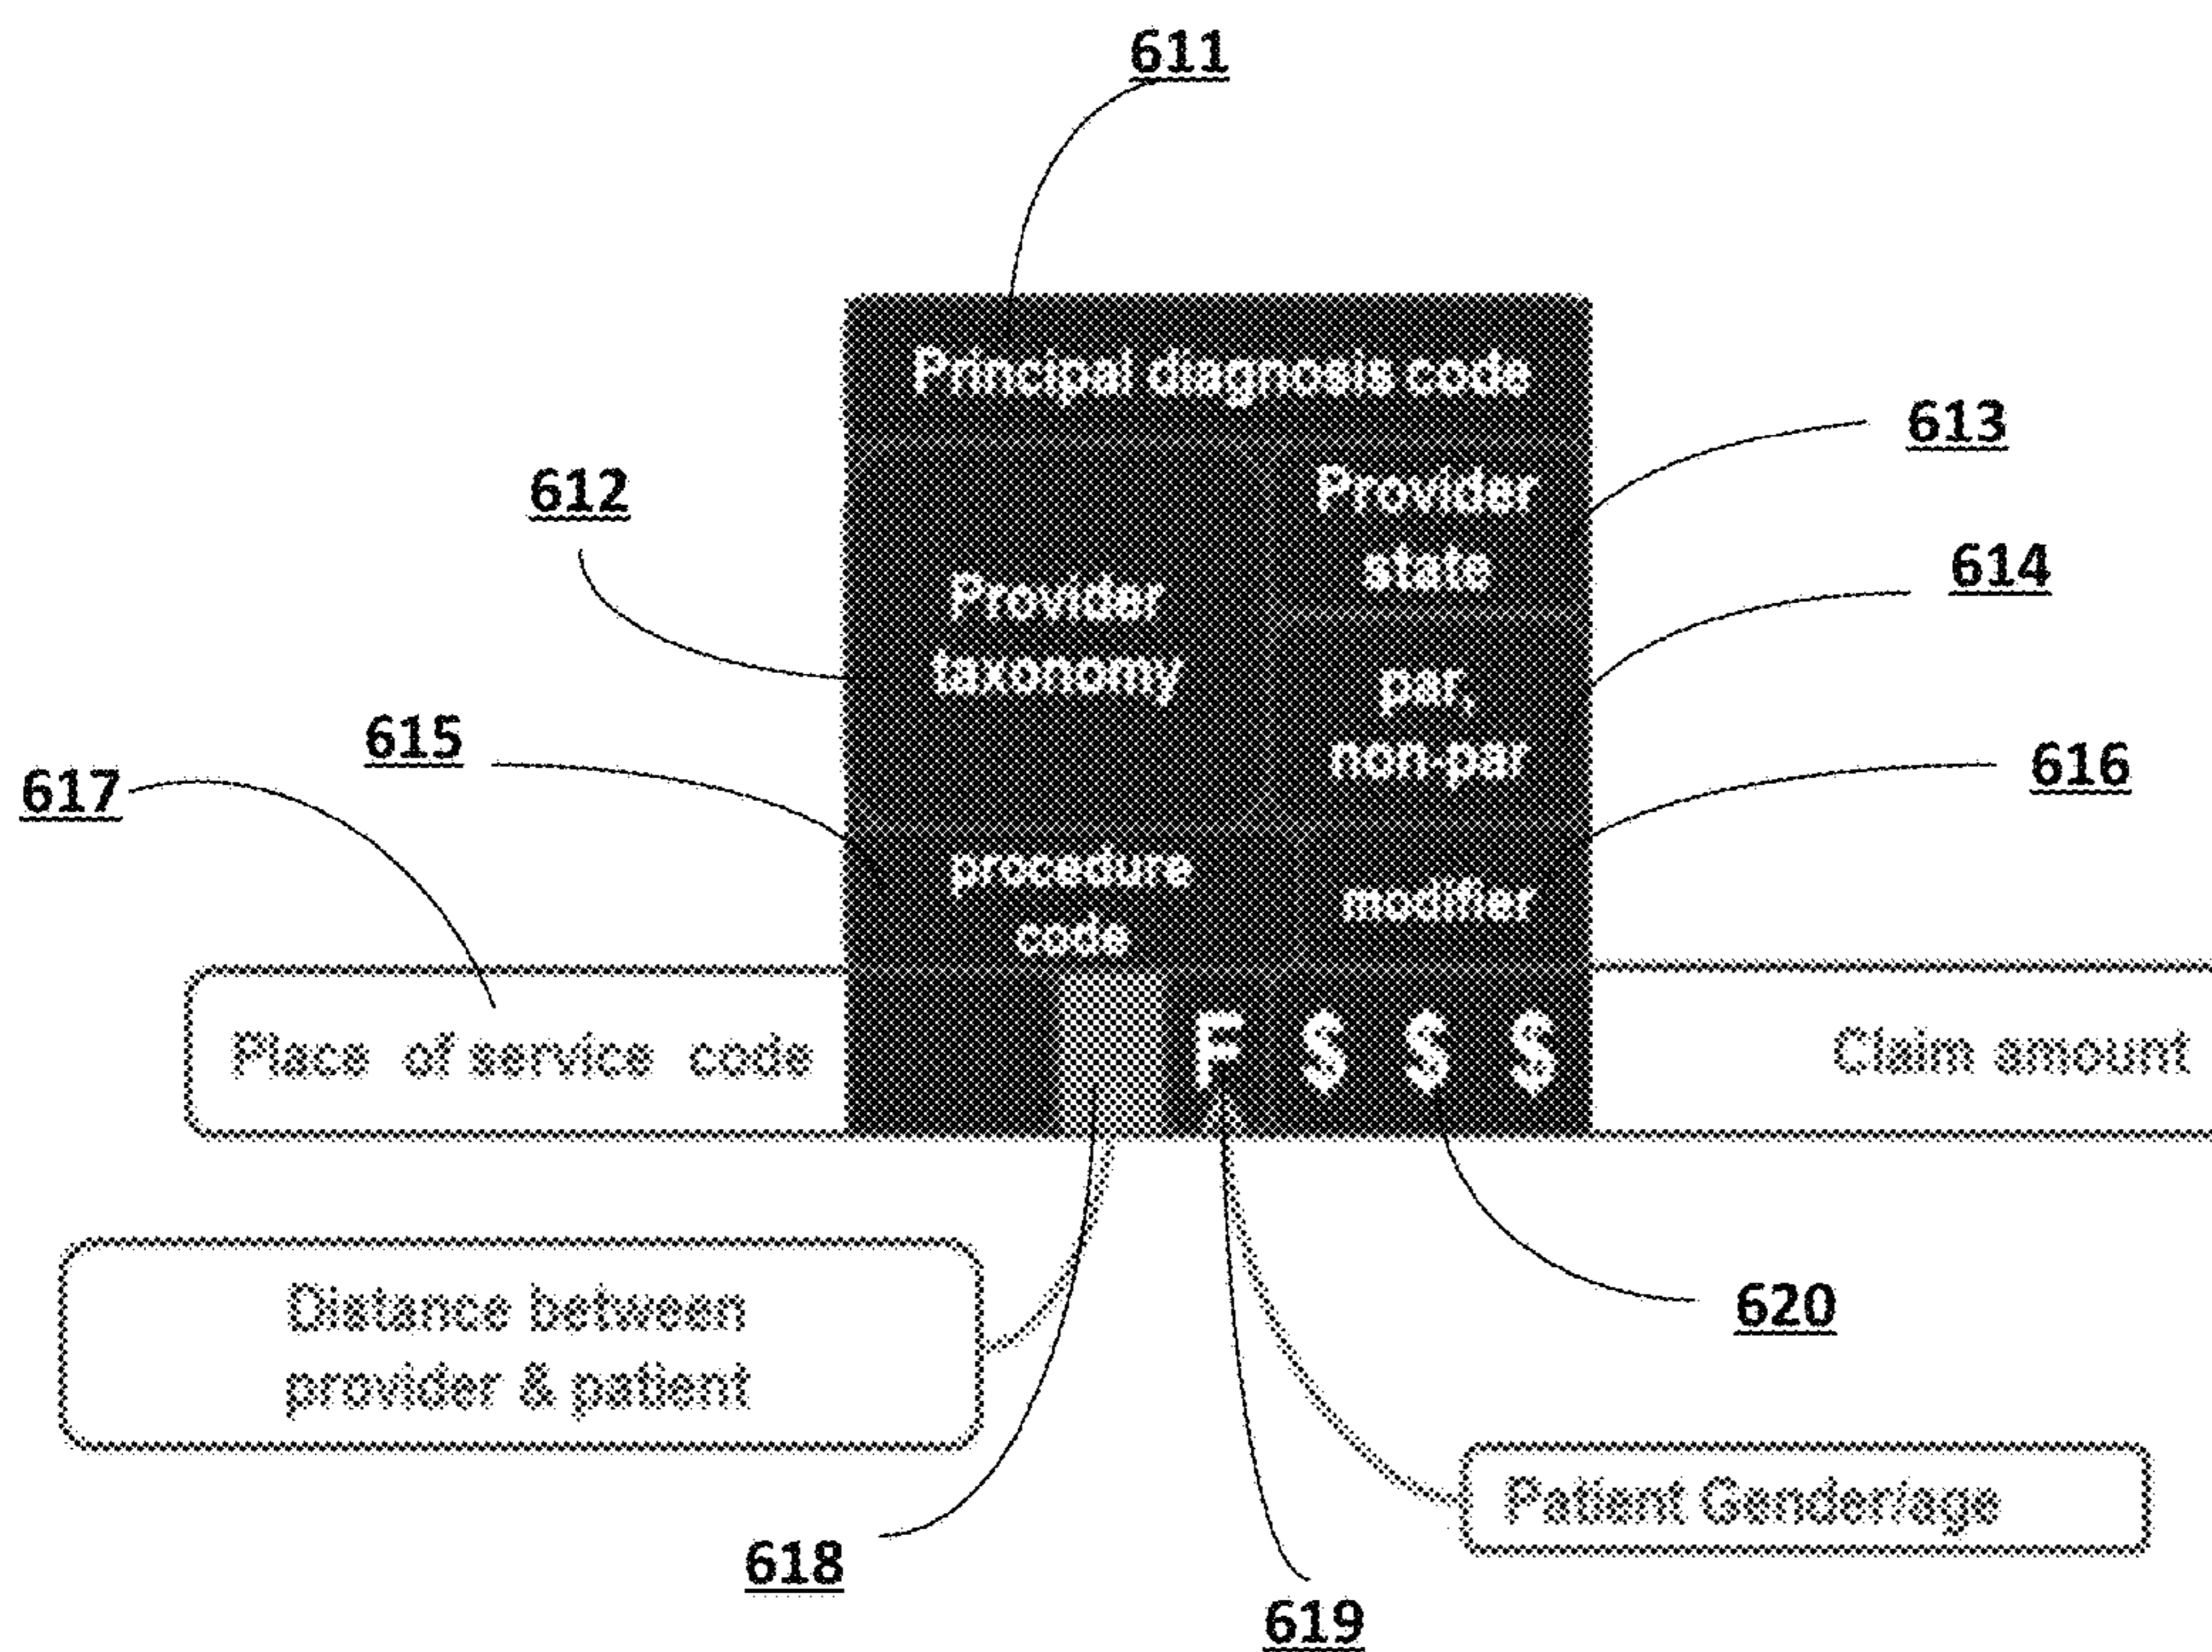 611
Principal diagnosis code
613
Provider
state
612
614
Provider
taxonomy
par,
non-par
615
616
617
procedure
code
modifier
Place of service code
F $ $ $
Claim amount
Distance between
provider & patient
620
Patient Gender/age
618
619